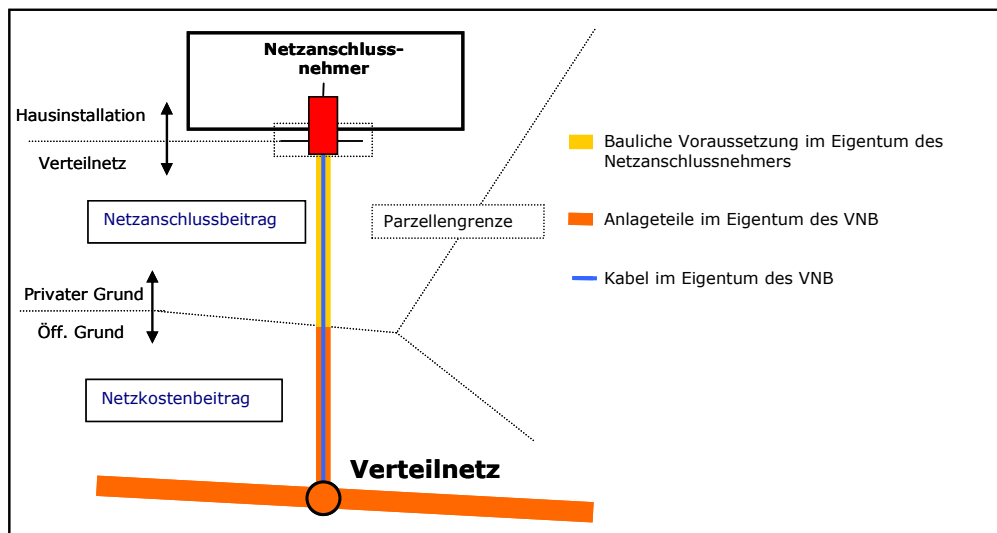 Netzanschluss-
nehmer
Hausinstallation
Verteilnetz
Netzanschlussbeitrag
Parzellengrenze
Privater Grund
Öff. Grund
Netzkostenbeitrag
Verteilnetz
Bauliche Voraussetzung im Eigentum des
Netzanschlussnehmers
Anlageteile im Eigentum des VNB
Kabel im Eigentum des VNB